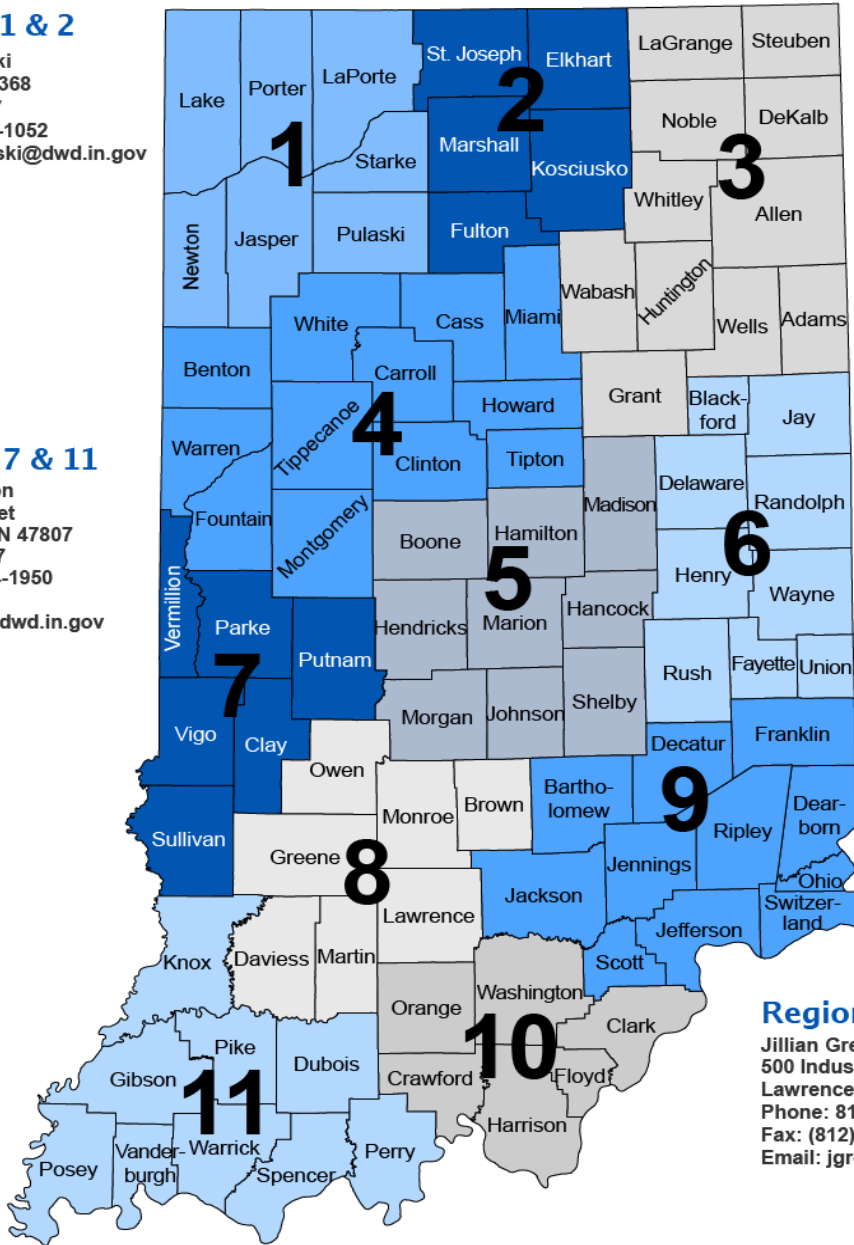 1 & 2
ki
368
-1052
ski@dwd.in.gov
7 & 11
on
et
N 47807
7
-1950
dwd.in.gov
St. Joseph
Elkhart
LaGrange
Steuben
Lake
Porter
LaPorte
2
Noble
DeKalb
1
Starke
Marshall
Kosciusko
3
Whitley
Allen
Newton
Jasper
Pulaski
Fulton
Wabash
Huntington
White
Cass
Miami
Wells
Adams
Benton
Carroll
Howard
Grant
Black-
ford
Jay
Warren
Tippecanoe
4
Clinton
Tipton
Madison
Delaware
Randolph
Fountain
Montgomery
Boone
Hamilton
5
6
Henry
Wayne
Vermillion
Parke
Putnam
Hendricks
Marion
Hancock
Rush
Fayette
Union
7
Vigo
Clay
Morgan
Johnson
Shelby
Decatur
Franklin
Owen
Monroe
Brown
Bartho-
lomew
9
Ripley
Dear-
born
Sullivan
Greene
8
Jennings
Ohio
Lawrence
Jackson
Switzer-
land
Jefferson
Knox
Daviess
Martin
Scott
Orange
Washington
Clark
10
Pike
Dubois
Gibson
11
Crawford
Floyd
Harrison
Posey
Vander-
burgh
Warrick
Spencer
Perry
Region
Jillian Gre
500 Indus
Lawrence
Phone: 81
Fax: (812)
Email: jgr